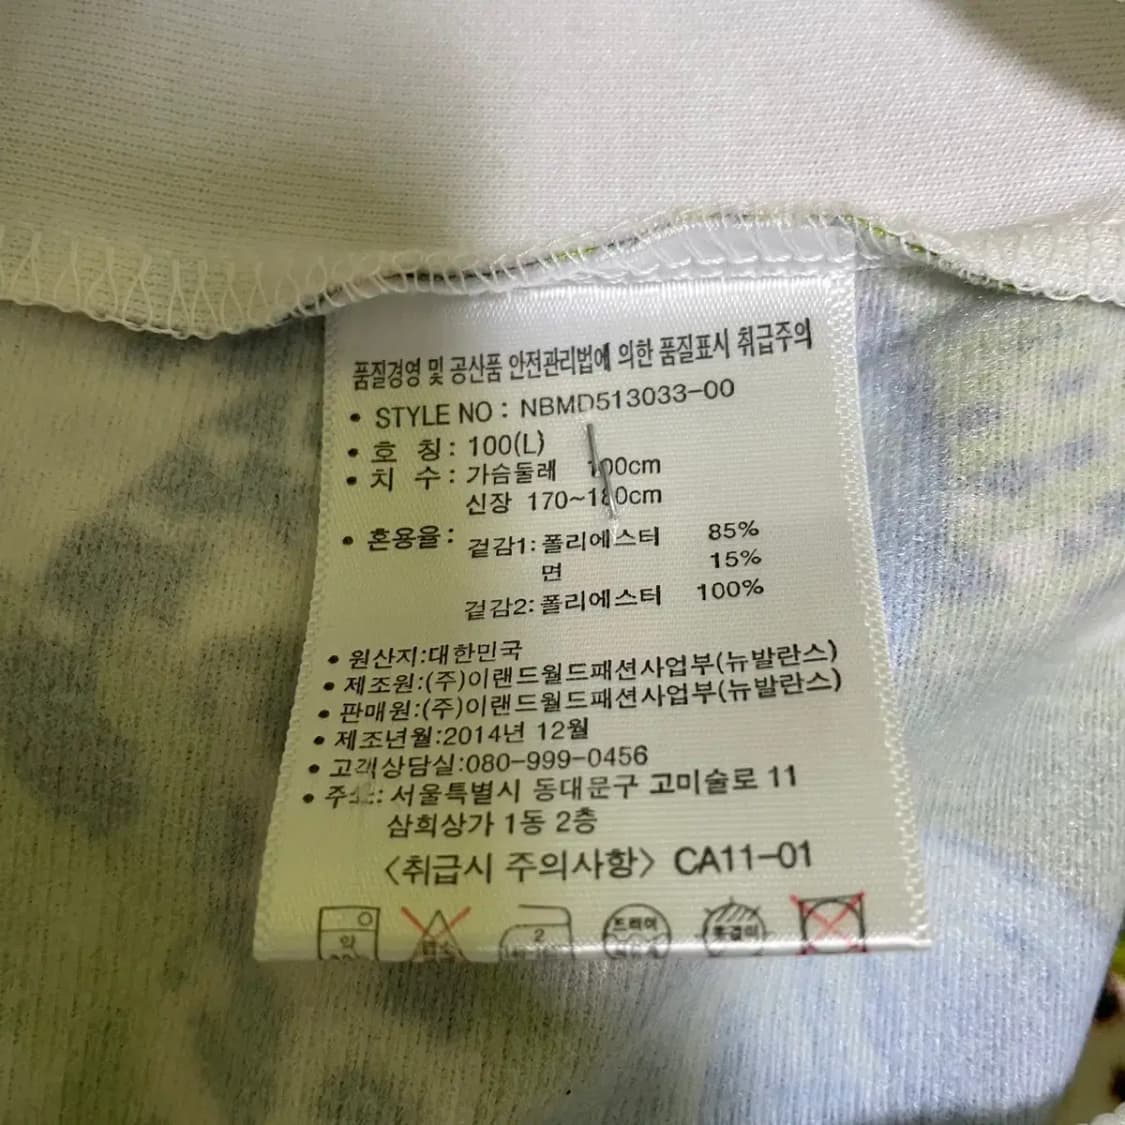 품질경영 및 공산품 안전관리법에 의한 품질표시 취급주의
• STYLE NO : NBMD513033-00
• 호 칭 : 100(L)
• 치 수 : 가슴둘레 100cm
신장 170~180cm
• 혼용율 : 겉감1: 폴리에스터 85%
면 15%
겉감2: 폴리에스터 100%
• 원산지:대한민국
• 제조원:(주)이랜드월드패션사업부(뉴발란스)
• 판매원:(주)이랜드월드패션사업부(뉴발란스)
• 제조년월:2014년 12월
• 고객상담실:080-999-0456
• 주소: 서울특별시 동대문구 고미술로 11
삼희상가 1동 2층
<취급시 주의사항> CA11-01
약 2 드라이